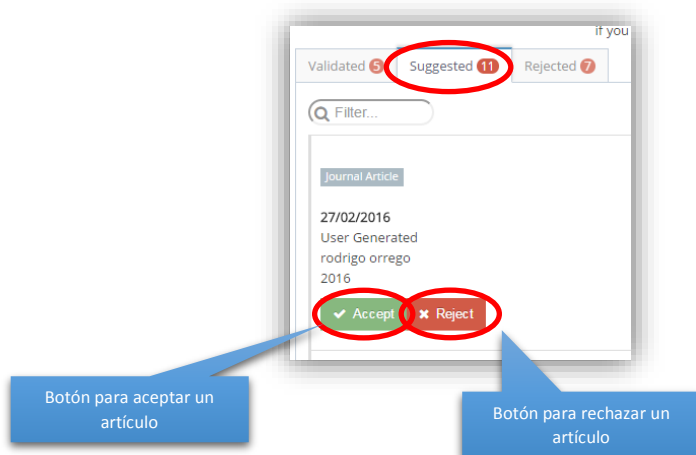 if you
Validated 5 Suggested 11 Rejected 7
Filter...
Journal Article
27/02/2016
User Generated
rodrigo orrego
2016
Accept Reject
Botón para aceptar un
artículo
Botón para rechazar un
artículo